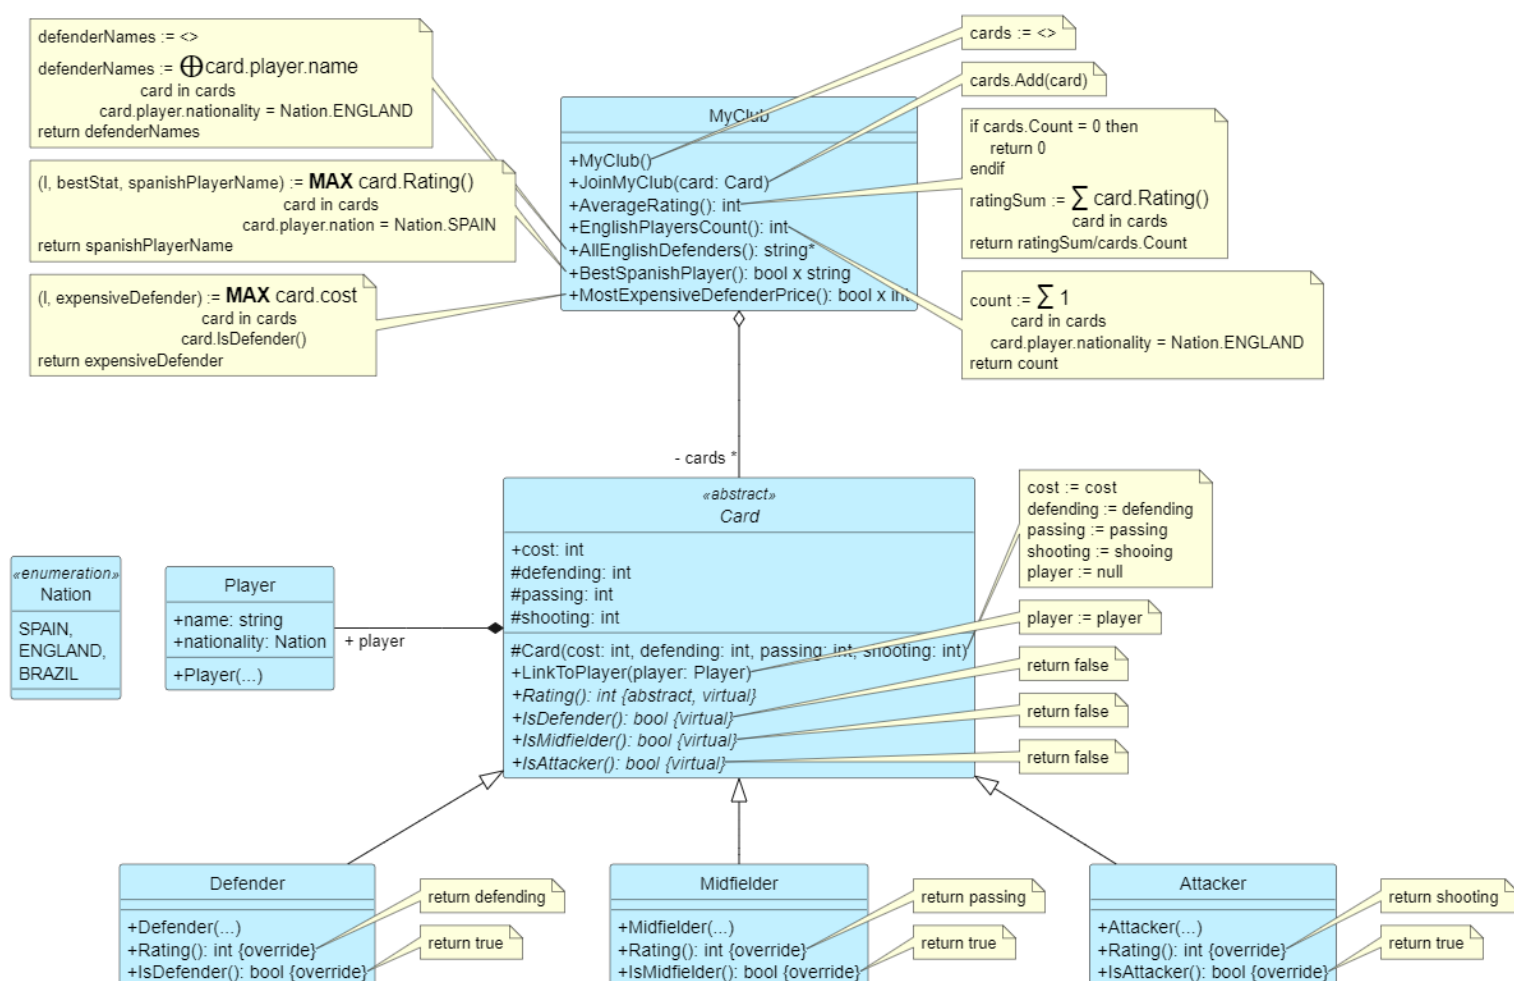 defenderNames := <>
defenderNames := ⊕card.player.name
card in cards
card.player.nationality = Nation.ENGLAND
return defenderNames
(l, bestStat, spanishPlayerName) := MAX card.Rating()
card in cards
card.player.nation = Nation.SPAIN
return spanishPlayerName
(l, expensiveDefender) := MAX card.cost
card in cards
card.IsDefender()
return expensiveDefender
MyClub
+MyClub()
+JoinMyClub(card: Card)
+AverageRating(): int
+EnglishPlayersCount(): int
+AllEnglishDefenders(): string*
+BestSpanishPlayer(): bool x string
+MostExpensiveDefenderPrice(): bool x int
cards := <>
cards.Add(card)
if cards.Count = 0 then
return 0
endif
ratingSum := ∑ card.Rating()
card in cards
return ratingSum/cards.Count
count := ∑ 1
card in cards
card.player.nationality = Nation.ENGLAND
return count
- cards *
«enumeration»
Nation
SPAIN,
ENGLAND,
BRAZIL
Player
+name: string
+nationality: Nation
+Player(...)
+ player
«abstract»
Card
+cost: int
#defending: int
#passing: int
#shooting: int
#Card(cost: int, defending: int, passing: int, shooting: int)
+LinkToPlayer(player: Player)
+Rating(): int {abstract, virtual}
+IsDefender(): bool {virtual}
+IsMidfielder(): bool {virtual}
+IsAttacker(): bool {virtual}
cost := cost
defending := defending
passing := passing
shooting := shooing
player := null
player := player
return false
return false
return false
Defender
+Defender(...)
+Rating(): int {override}
+IsDefender(): bool {override}
return defending
return true
Midfielder
+Midfielder(...)
+Rating(): int {override}
+IsMidfielder(): bool {override}
return passing
return true
Attacker
+Attacker(...)
+Rating(): int {override}
+IsAttacker(): bool {override}
return shooting
return true